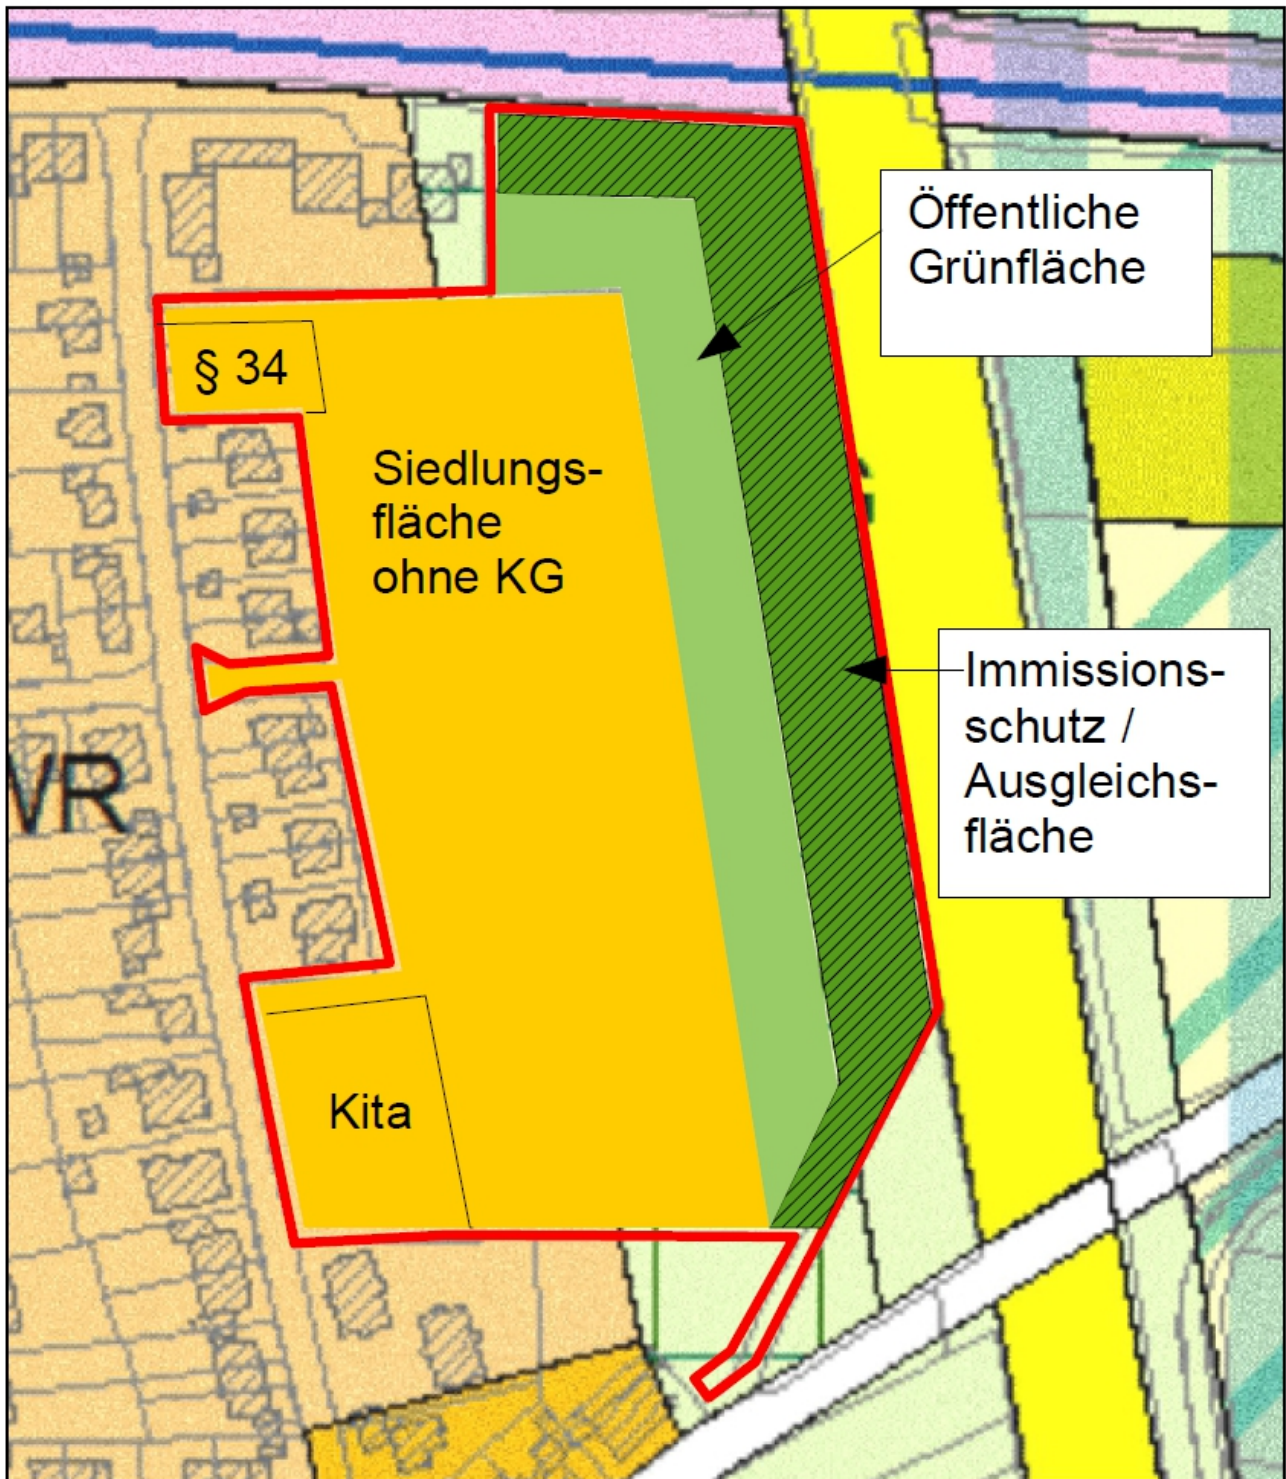 Öffentliche
Grünfläche
§ 34
Siedlungs-
fläche
ohne KG
Immissions-
schutz /
Ausgleichs-
fläche
WR
Kita